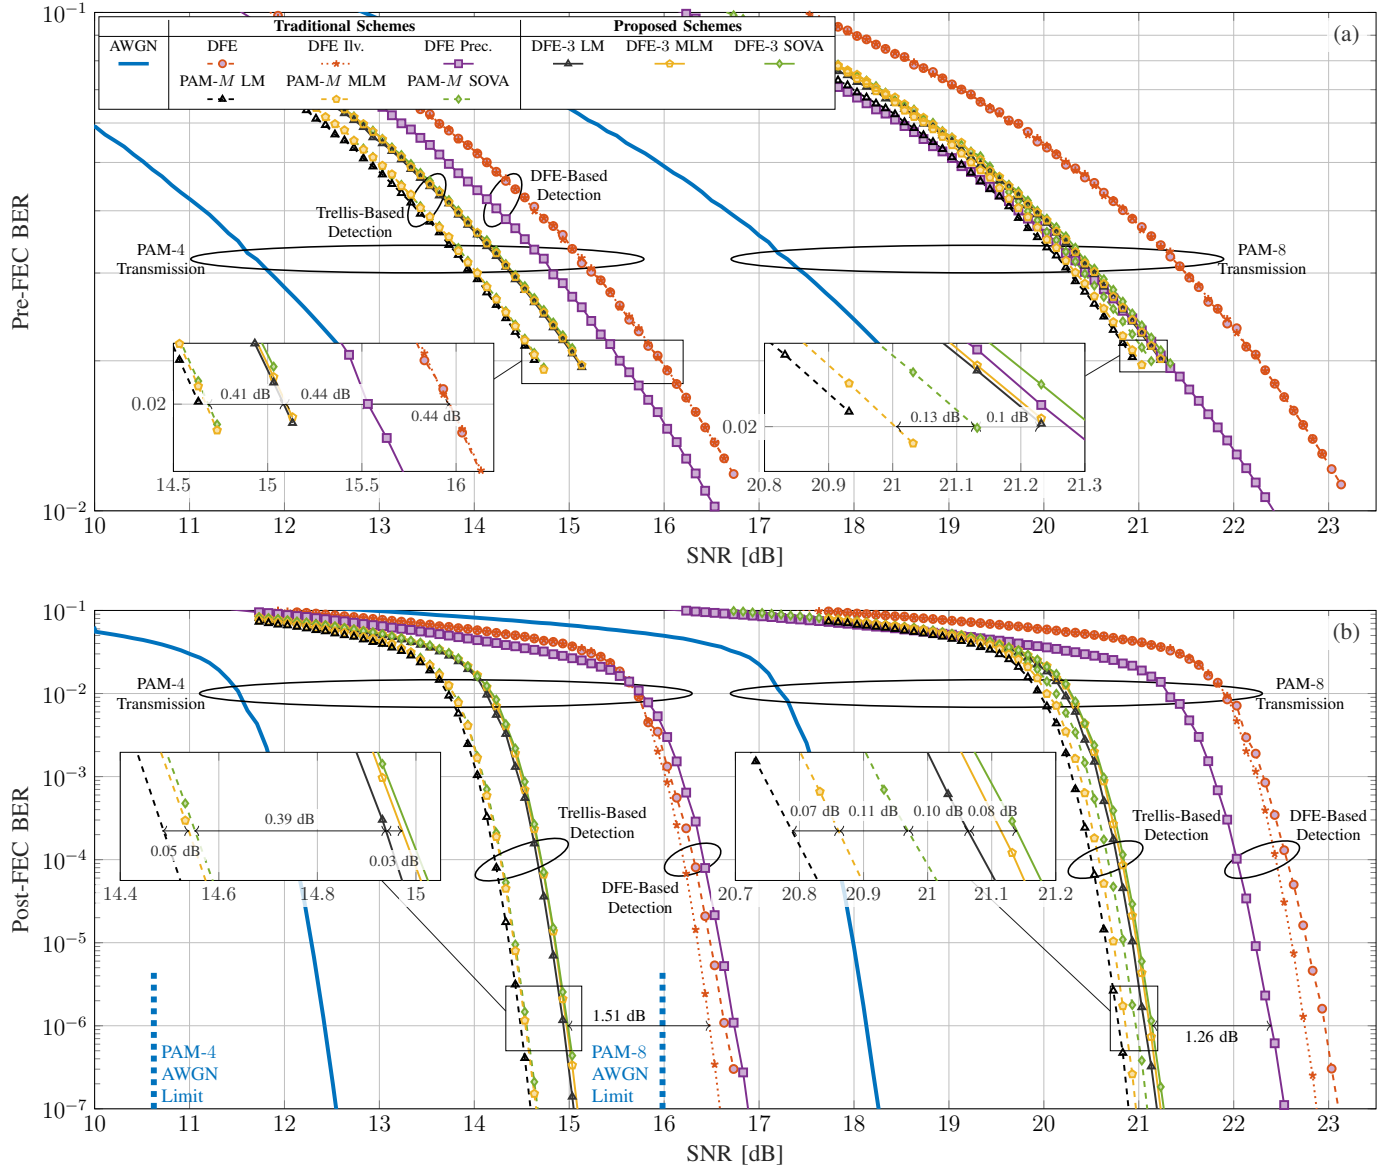 10⁻¹
Traditional Schemes Proposed Schemes
(a)
AWGN DFE DFE Ilv. DFE Prec. DFE-3 LM DFE-3 MLM DFE-3 SOVA
PAM-M LM PAM-M MLM PAM-M SOVA
DFE-Based
Detection
Trellis-Based
Detection
PAM-4
Transmission
PAM-8
Transmission
Pre-FEC BER
0.41 dB 0.44 dB
0.44 dB
0.02
14.5 15 15.5 16
0.13 dB 0.1 dB
0.02
20.8 20.9 21 21.1 21.2 21.3
10⁻²
10 11 12 13 14 15 16 17 18 19 20 21 22 23
SNR [dB]
10⁻¹
(b)
PAM-4
Transmission
PAM-8
Transmission
10⁻²
10⁻³
0.39 dB
0.05 dB
0.03 dB
14.4 14.6 14.8 15
0.07 dB 0.11 dB 0.10 dB 0.08 dB
20.7 20.8 20.9 21 21.1 21.2
Trellis-Based
Detection
DFE-Based
Detection
Trellis-Based
Detection
DFE-Based
Detection
10⁻⁴
Post-FEC BER
10⁻⁵
10⁻⁶
1.51 dB
1.26 dB
PAM-4
AWGN
Limit
PAM-8
AWGN
Limit
10⁻⁷
10 11 12 13 14 15 16 17 18 19 20 21 22 23
SNR [dB]